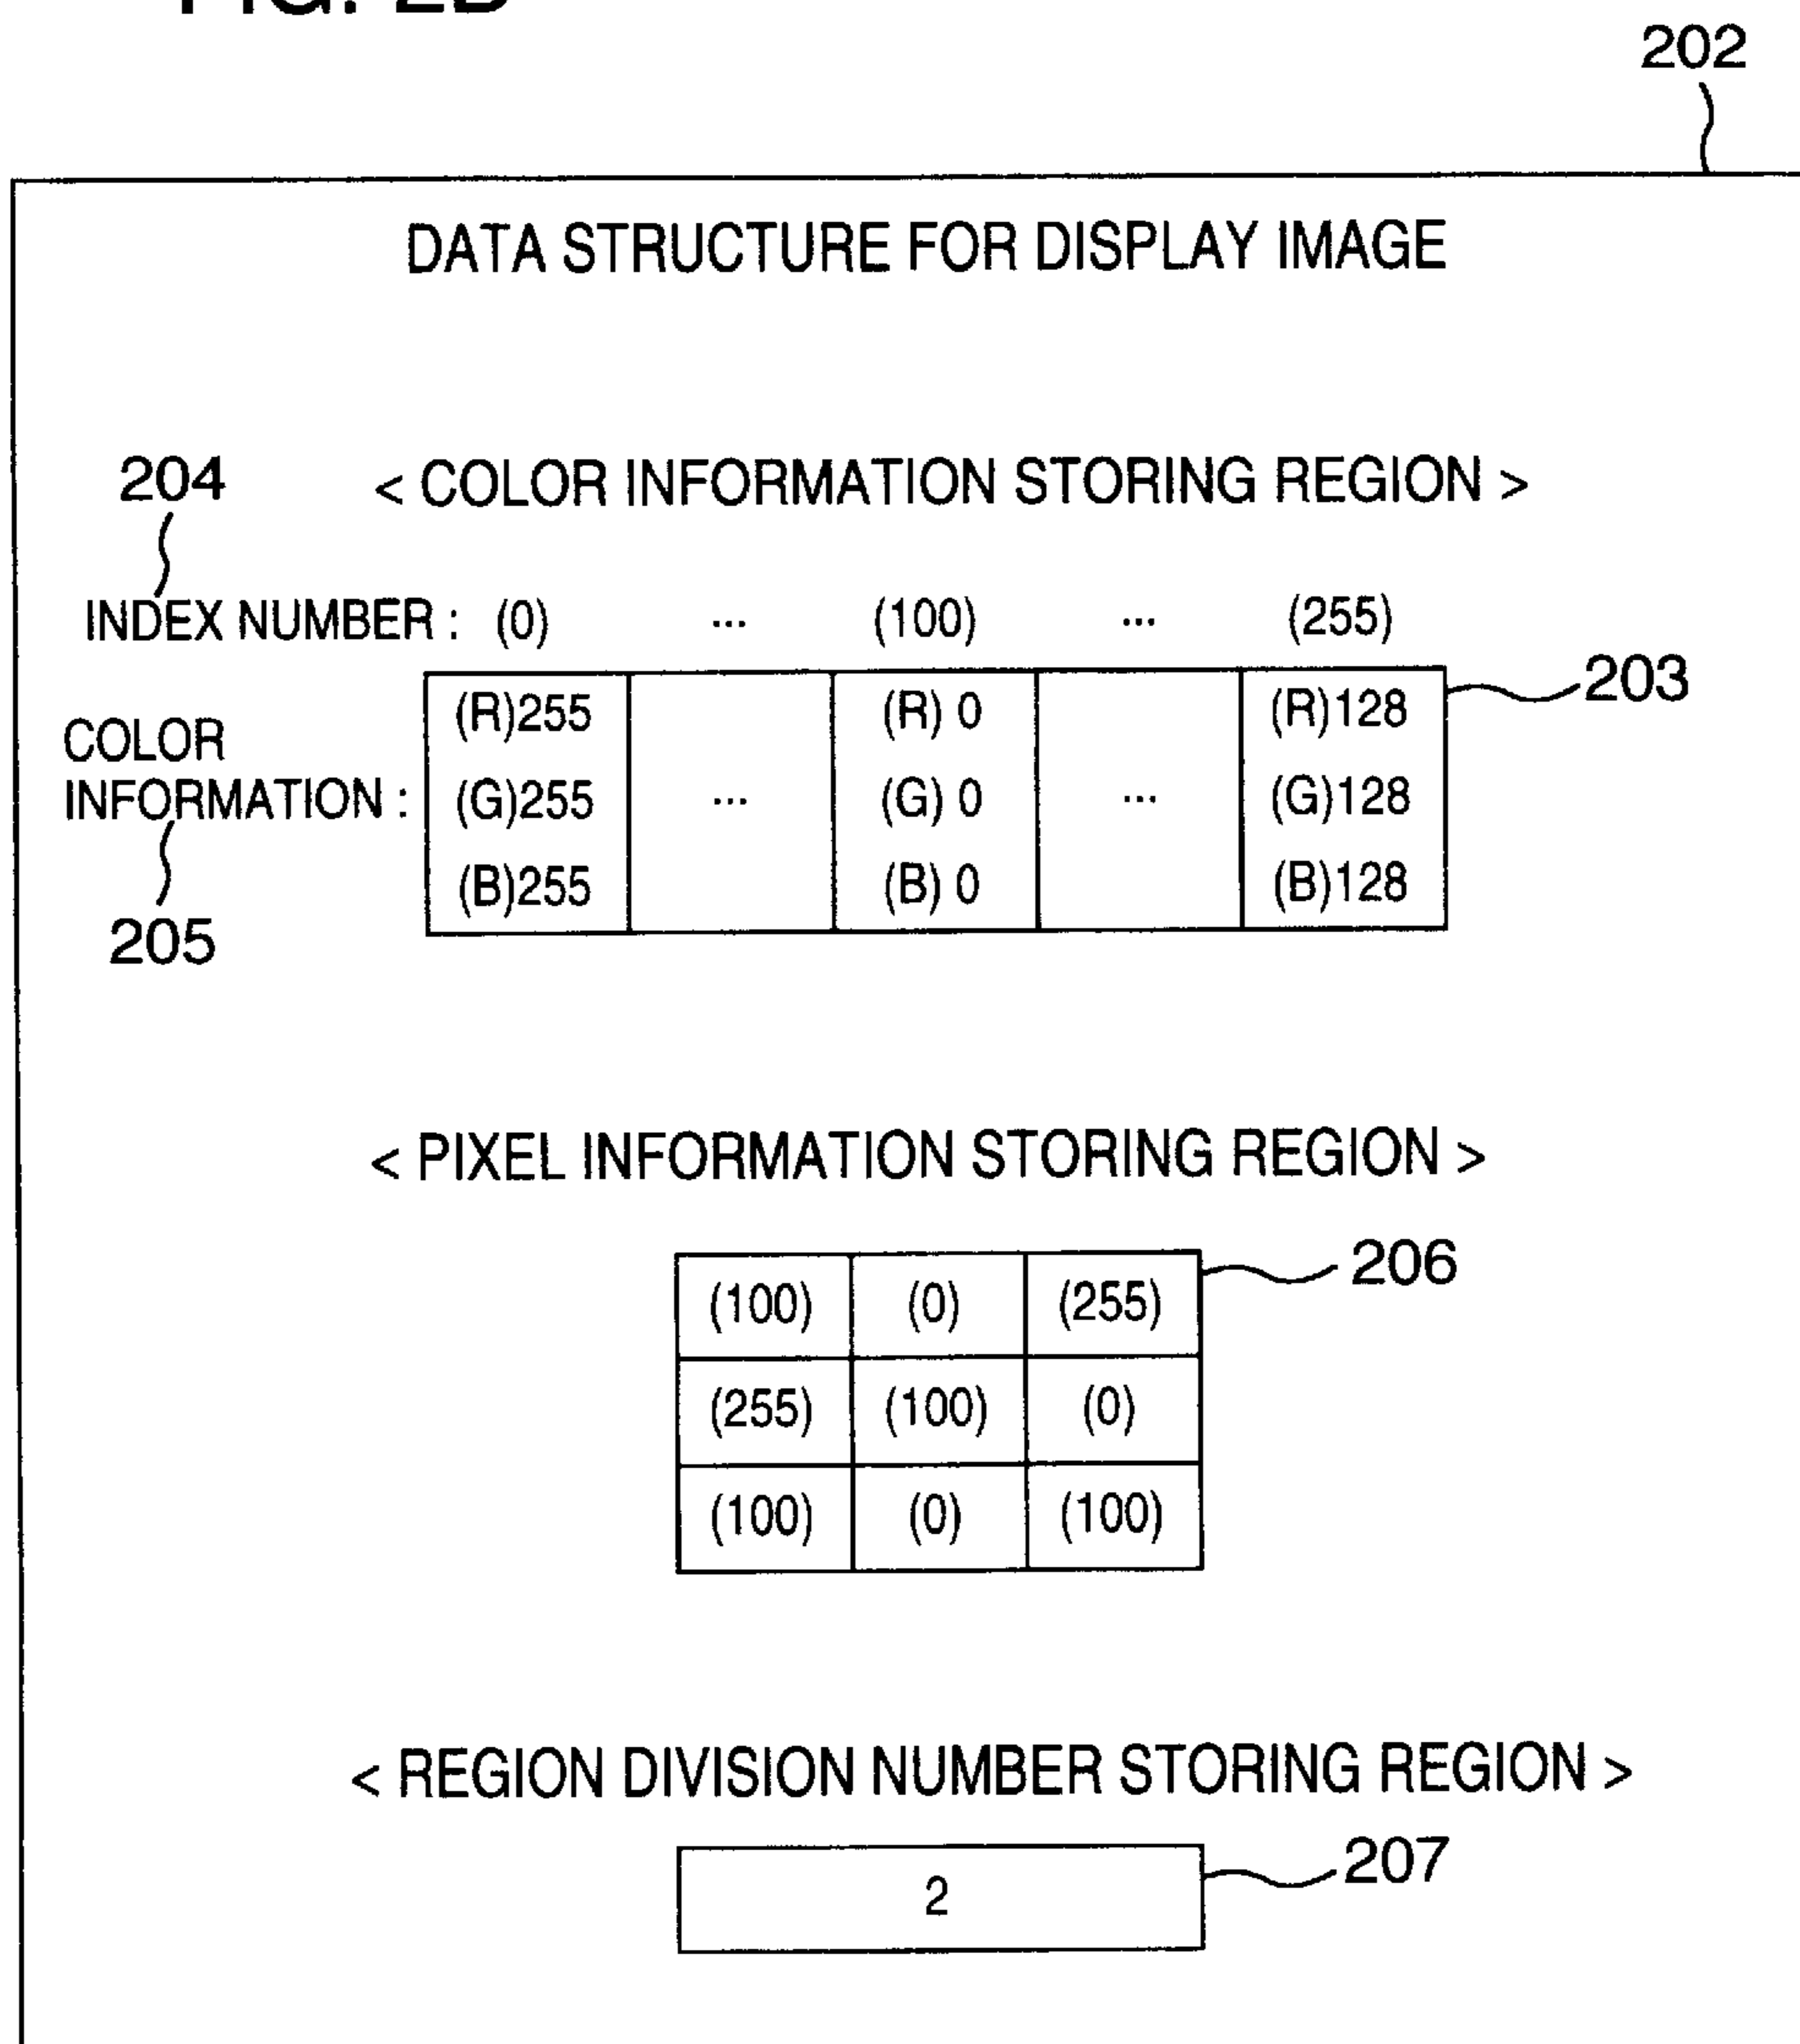 FIG. 2B
202
DATA STRUCTURE FOR DISPLAY IMAGE
204
< COLOR INFORMATION STORING REGION >
INDEX NUMBER : (0) ... (100) ... (255)
203
COLOR
INFORMATION :
(R)255 (R) 0 (R)128
(G)255 ... (G) 0 ... (G)128
(B)255 (B) 0 (B)128
205
< PIXEL INFORMATION STORING REGION >
206
(100) (0) (255)
(255) (100) (0)
(100) (0) (100)
< REGION DIVISION NUMBER STORING REGION >
207
2